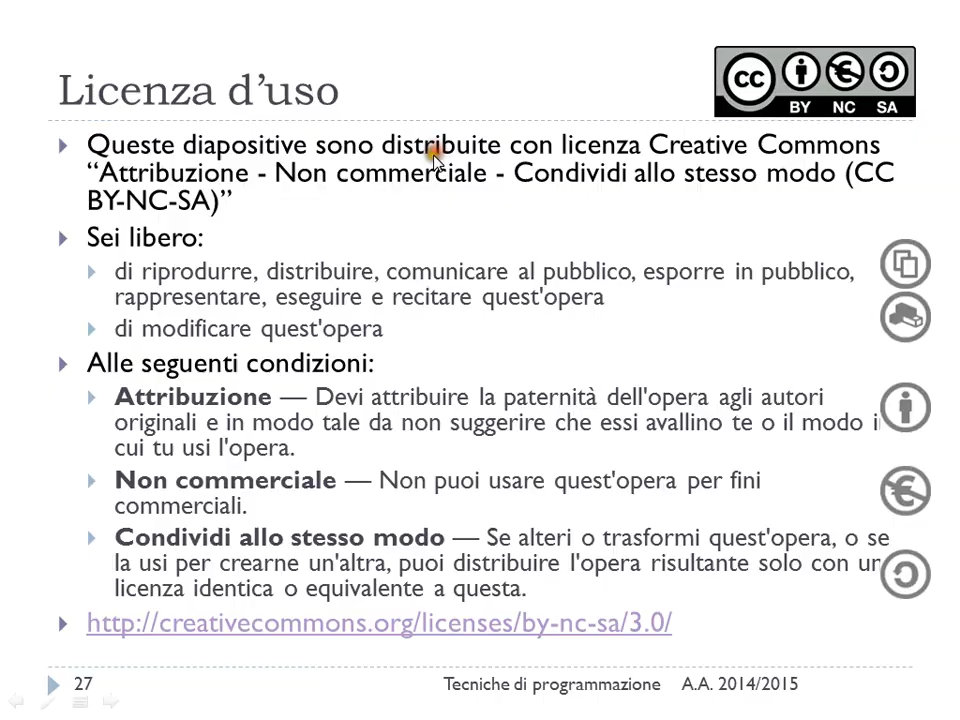 Licenza d’uso
cc
BY NC SA
Queste diapositive sono distribuite con licenza Creative Commons
“Attribuzione - Non commerciale - Condividi allo stesso modo (CC
BY-NC-SA)”
Sei libero:
di riprodurre, distribuire, comunicare al pubblico, esporre in pubblico,
rappresentare, eseguire e recitare quest'opera
di modificare quest'opera
Alle seguenti condizioni:
Attribuzione — Devi attribuire la paternità dell'opera agli autori
originali e in modo tale da non suggerire che essi avallino te o il modo
cui tu usi l'opera.
Non commerciale — Non puoi usare quest'opera per fini
commerciali.
Condividi allo stesso modo — Se alteri o trasformi quest'opera, o se
la usi per crearne un'altra, puoi distribuire l'opera risultante solo con
licenza identica o equivalente a questa.
http://creativecommons.org/licenses/by-nc-sa/3.0/
27 Tecniche di programmazione A.A. 2014/2015